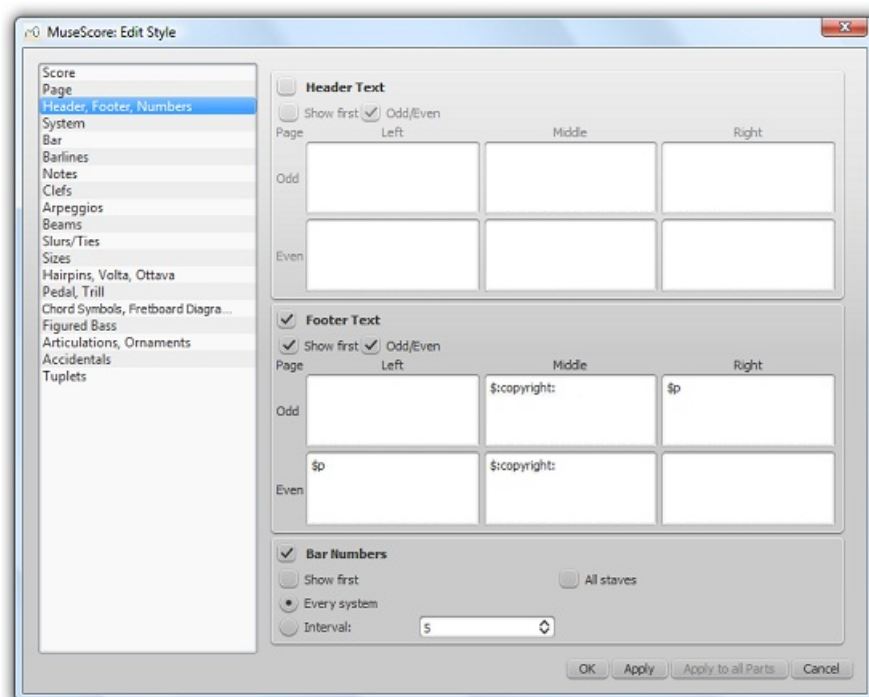 MuseScore: Edit Style
Score
Page
Header, Footer, Numbers
System
Bar
Barlines
Notes
Clefs
Arpeggios
Beams
Slurs/Ties
Sizes
Hairpins, Volta, Ottava
Pedal, Trill
Chord Symbols, Fretboard Diagra...
Figured Bass
Articulations, Ornaments
Accidentals
Tuplets
Header Text
Show first Odd/Even
Page Left Middle Right
Odd
Even
Footer Text
Show first Odd/Even
Page Left Middle Right
Odd $:copyright: $p
Even $p $:copyright:
Bar Numbers
Show first All staves
Every system
Interval: 5
OK Apply Apply to all Parts Cancel